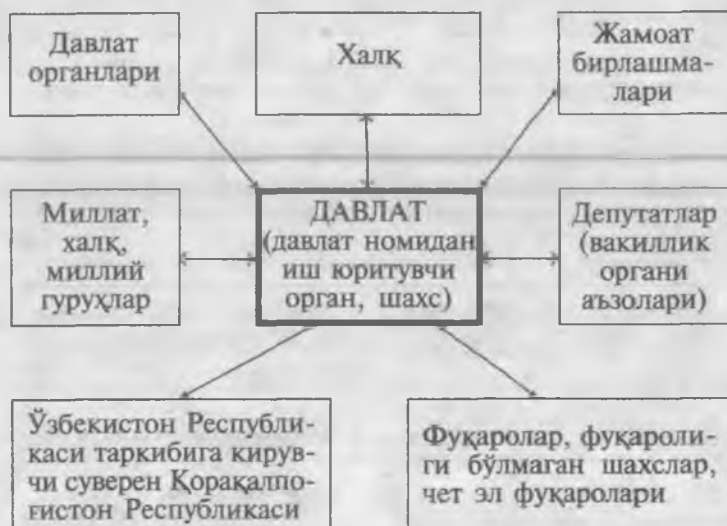 Давлат
органлари
Халқ
Жамоат
бирлашма-
лари
Миллат,
халқ,
миллий
гуруҳлар
ДАВЛАТ
(давлат номидан
иш юритувчи
орган, шахс)
Депутатлар
(вакиллик
органи
аъзолари)
Ўзбекистон Республи-
каси таркибига кирув-
чи суверен Қорақалпо-
ғистон Республикаси
Фуқаролар, фуқароли-
ги бўлмаган шахслар,
чет эл фуқаролари